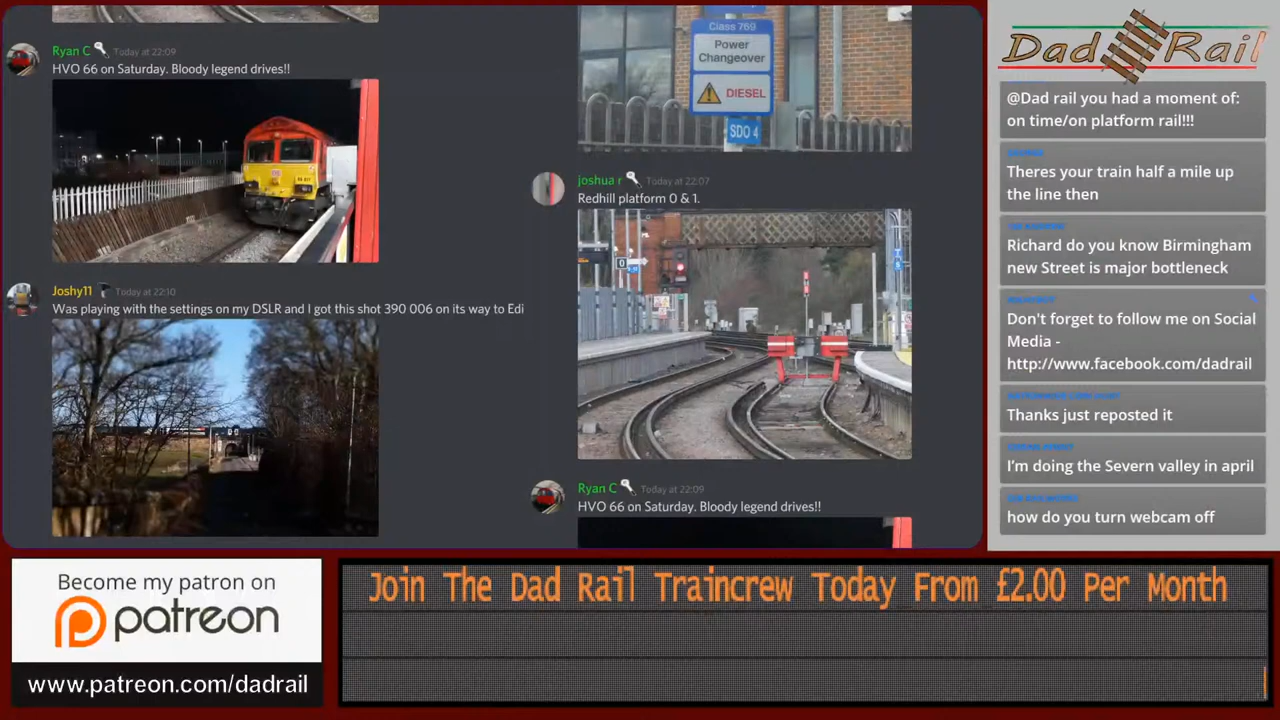 Ryan C Today at 22:09
HVO 66 on Saturday. Bloody legend drives!!
Joshy11 Today at 22:10
Was playing with the settings on my DSLR and I got this shot 390 006 on its way to Edi
Class 769
Power
Changeover
DIESEL
SDO 4
joshua r Today at 22:07
Redhill platform 0 & 1.
0
Ryan C Today at 22:09
HVO 66 on Saturday. Bloody legend drives!!
Dad Rail
@Dad rail you had a moment of:
on time/on platform rail!!!
Theres your train half a mile up
the line then
Richard do you know Birmingham
new Street is major bottleneck
Don't forget to follow me on Social
Media -
http://www.facebook.com/dadrail
Thanks just reposted it
I'm doing the Severn valley in april
how do you turn webcam off
Become my patron on
patreon
www.patreon.com/dadrail
Join The Dad Rail Traincrew Today From £2.00 Per Month